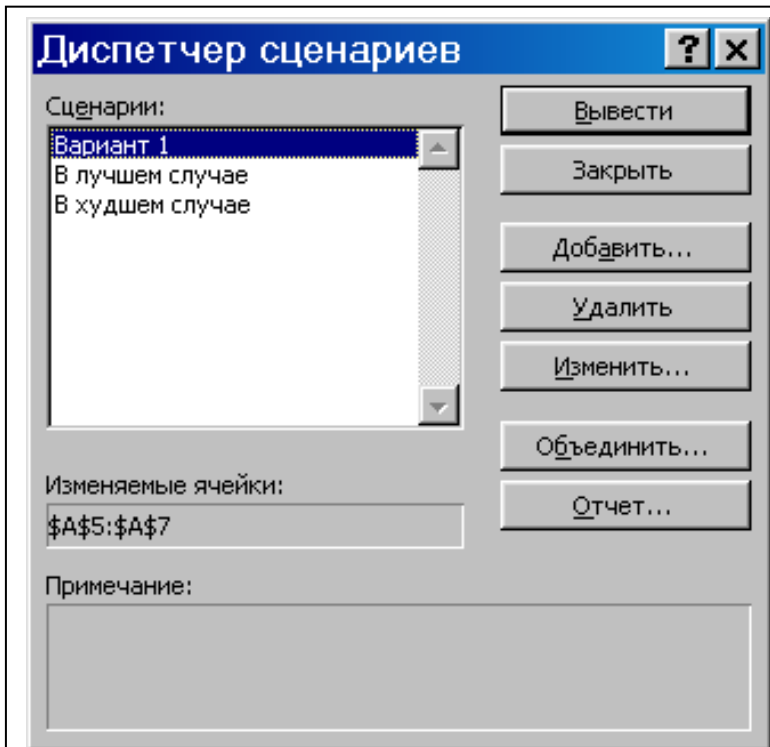 Диспетчер сценариев
Сценарии:
Вариант 1
В лучшем случае
В худшем случае
Вывести
Закрыть
Добавить...
Удалить
Изменить...
Объединить...
Отчет...
Изменяемые ячейки:
$A$5:$A$7
Примечание: